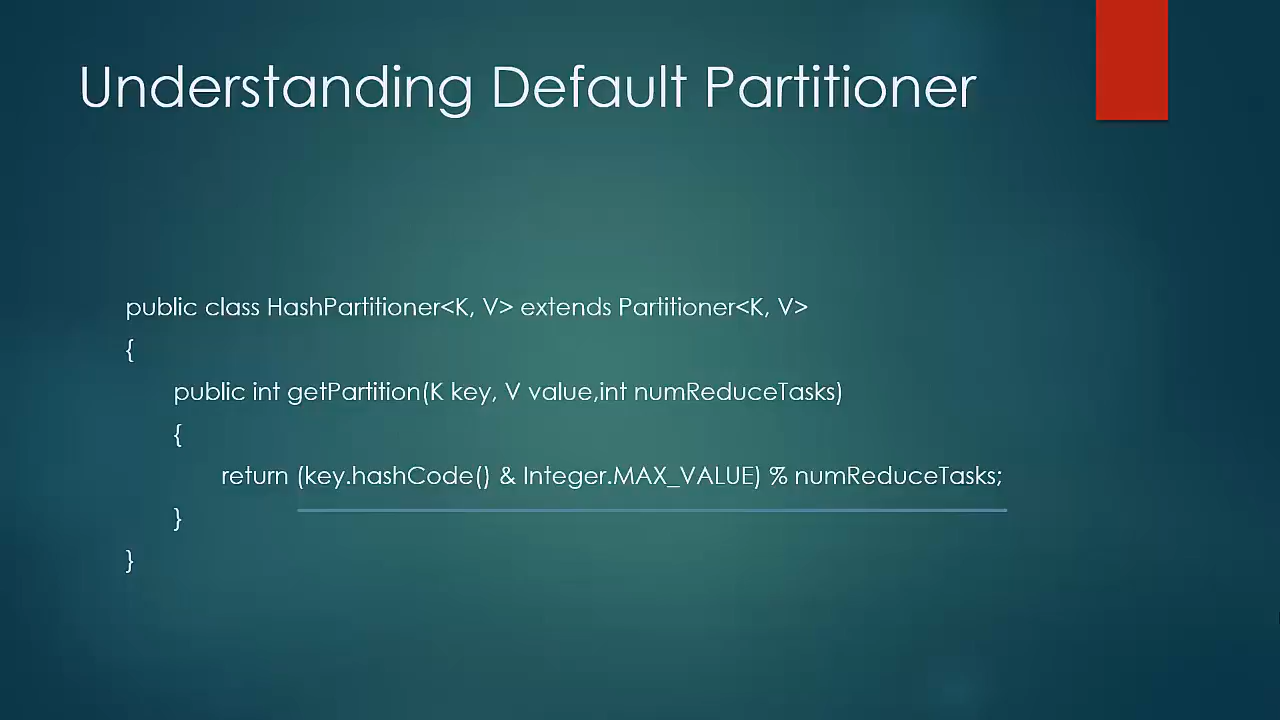 Understanding Default Partitioner
public class HashPartitioner<K, V> extends Partitioner<K, V>
{
public int getPartition(K key, V value,int numReduceTasks)
{
return (key.hashCode() & Integer.MAX_VALUE) % numReduceTasks;
}
}